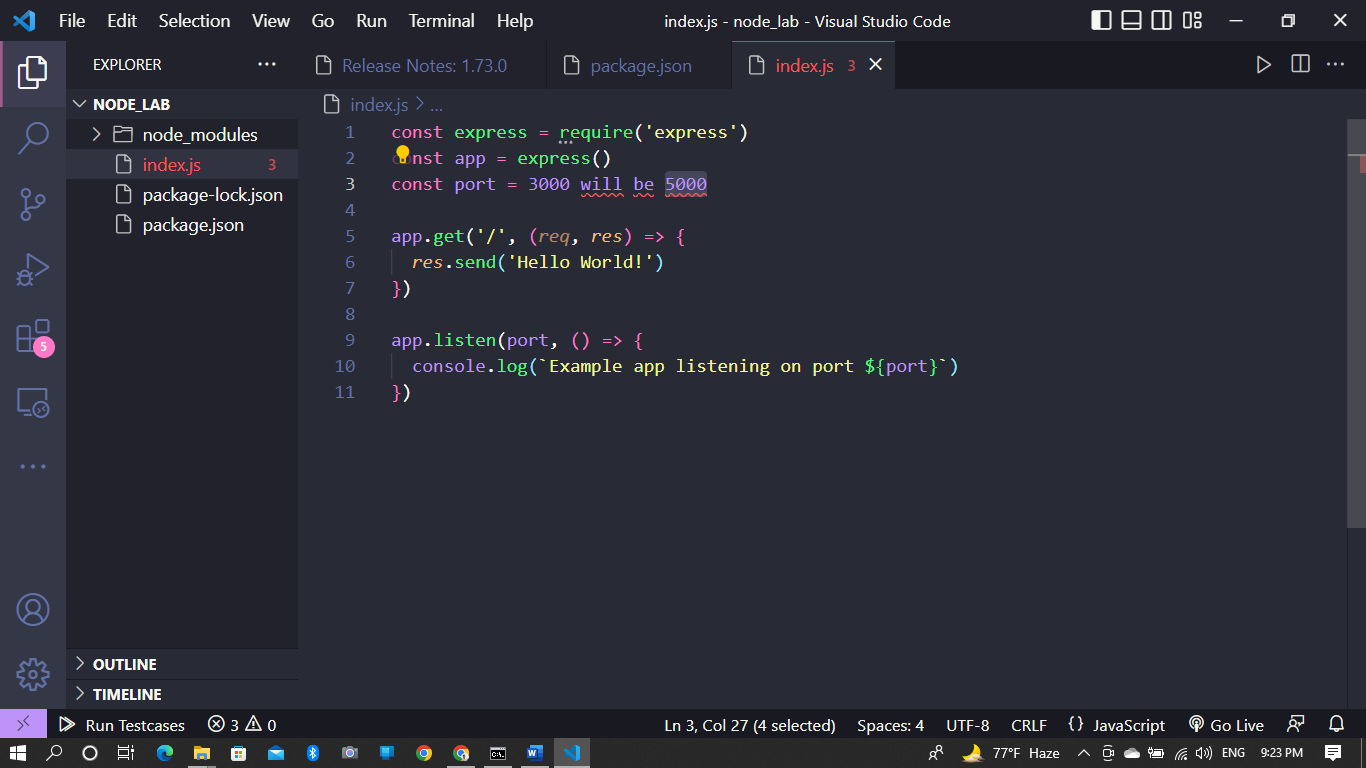 File Edit Selection View Go Run Terminal Help index.js - node_lab - Visual Studio Code
EXPLORER ···
Release Notes: 1.73.0 package.json index.js 3
NODE_LAB
node_modules
index.js 3
package-lock.json
package.json
index.js > ...
1 const express = require('express')
2 nst app = express()
3 const port = 3000 will be 5000
4
5 app.get('/', (req, res) => {
6 res.send('Hello World!')
7 })
8
9 app.listen(port, () => {
10 console.log(`Example app listening on port ${port}`)
11 })
5
OUTLINE
TIMELINE
Run Testcases 3 0 Ln 3, Col 27 (4 selected) Spaces: 4 UTF-8 CRLF {} JavaScript Go Live
77°F Haze ENG 9:23 PM